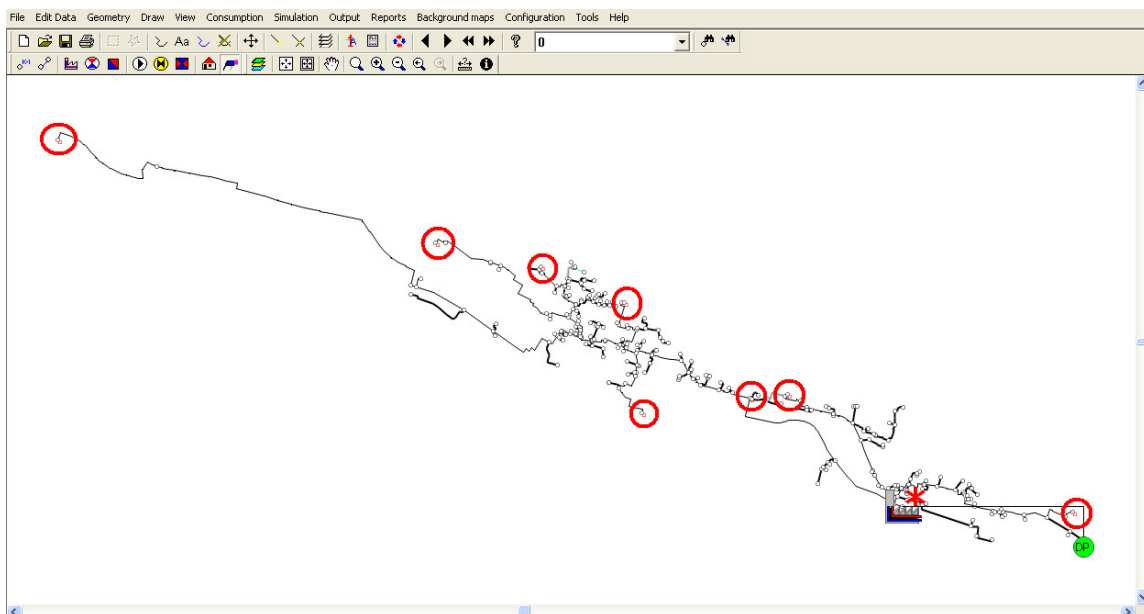 File Edit Data Geometry Draw View Consumption Simulation Output Reports Background maps Configuration Tools Help
Aa 0
DP